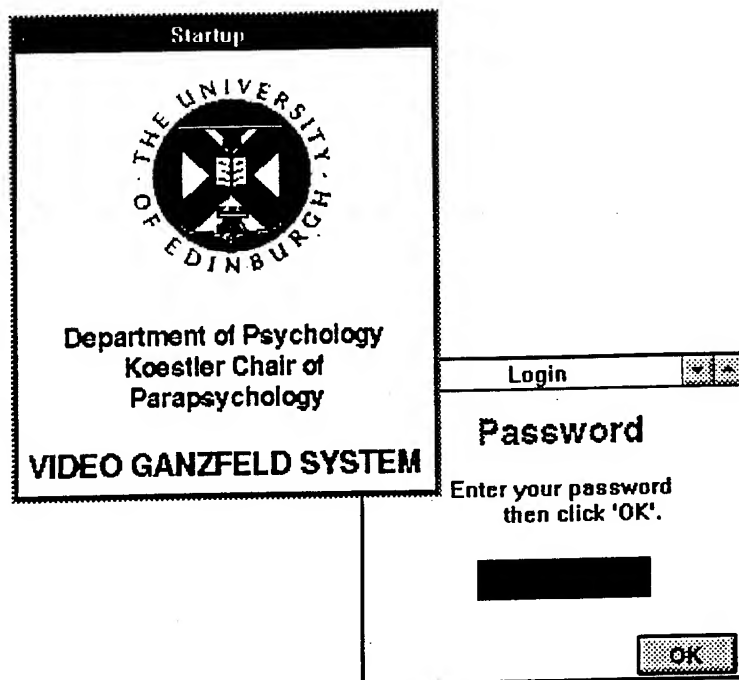 Startup
THE UNIVERSITY
OF EDINBURGH
Department of Psychology
Koestler Chair of
Parapsychology
VIDEO GANZFELD SYSTEM
Login
Password
Enter your password
then click 'OK'.
OK